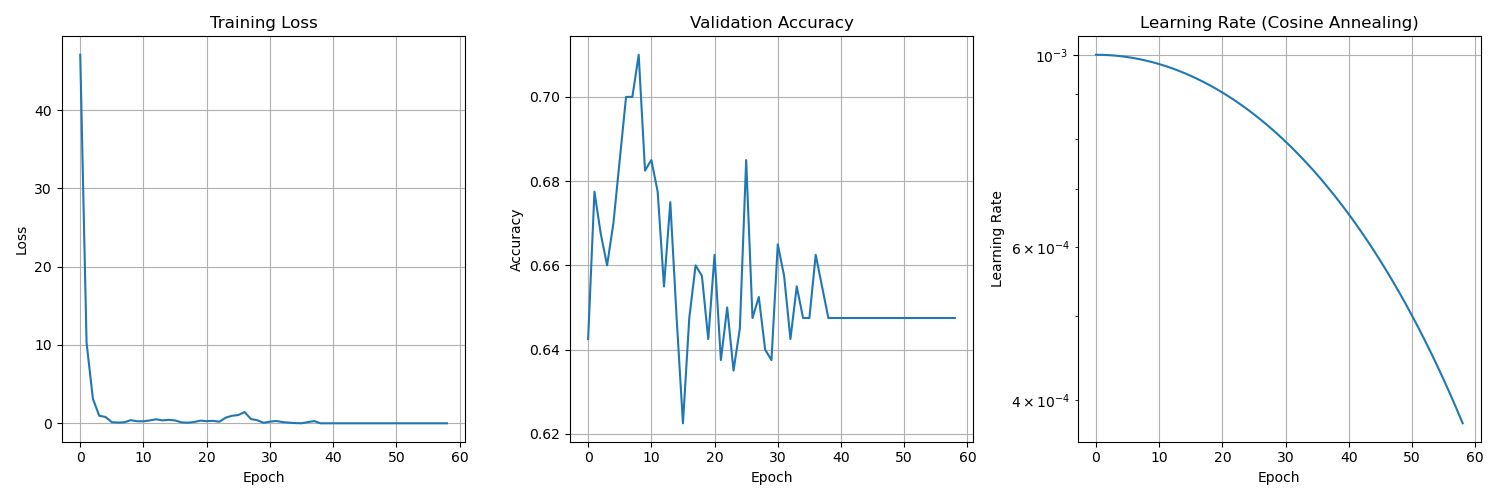 Training Loss
Loss
40
30
20
10
0
0 10 20 30 40 50 60
Epoch
Validation Accuracy
Accuracy
0.70
0.68
0.66
0.64
0.62
0 10 20 30 40 50 60
Epoch
Learning Rate (Cosine Annealing)
Learning Rate
10⁻³
6 × 10⁻⁴
4 × 10⁻⁴
0 10 20 30 40 50 60
Epoch